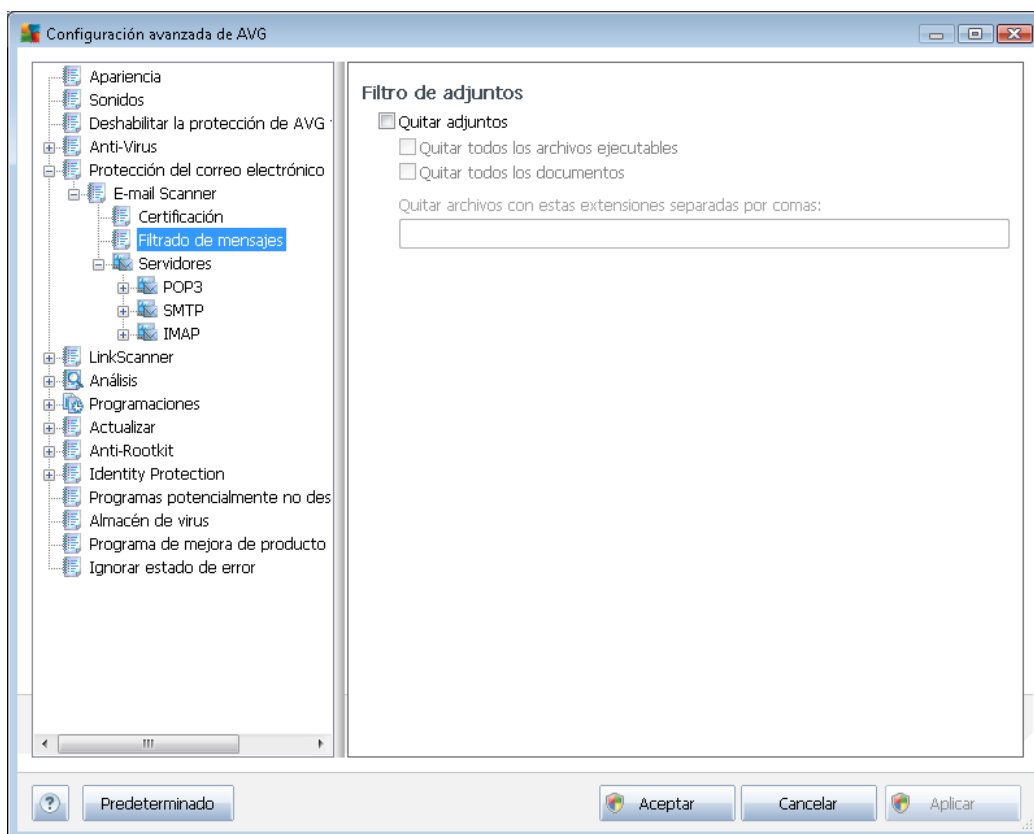 Configuración avanzada de AVG
Apariencia
Sonidos
Deshabilitar la protección de AVG
Anti-Virus
Protección del correo electrónico
E-mail Scanner
Certificación
Filtrado de mensajes
Servidores
POP3
SMTP
IMAP
LinkScanner
Análisis
Programaciones
Actualizar
Anti-Rootkit
Identity Protection
Programas potencialmente no des
Almacén de virus
Programa de mejora de producto
Ignorar estado de error
Filtro de adjuntos
Quitar adjuntos
Quitar todos los archivos ejecutables
Quitar todos los documentos
Quitar archivos con estas extensiones separadas por comas:
?
Predeterminado
Aceptar
Cancelar
Aplicar